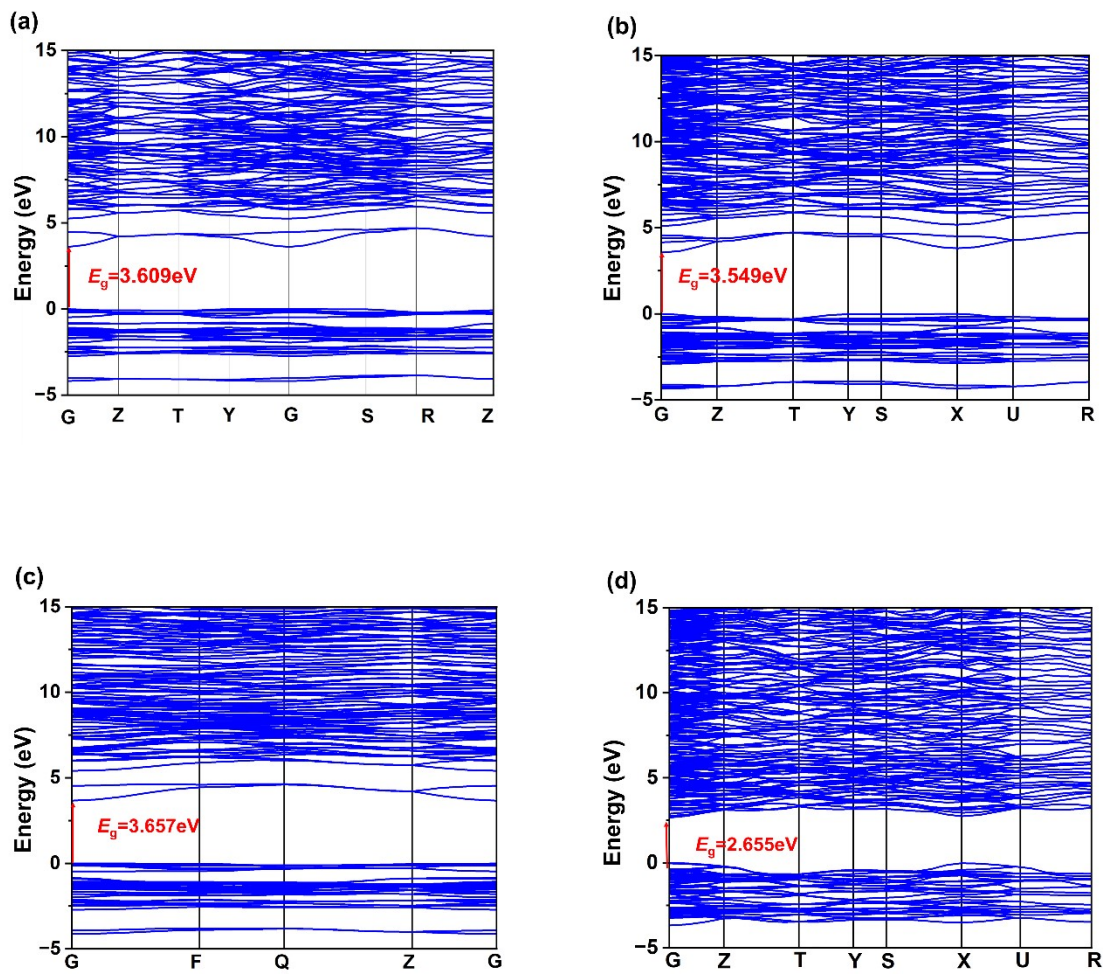 (a)
15
10
5
0
−5
Energy (eV)
Eg=3.609eV
G Z T Y G S R Z
(b)
15
10
5
0
−5
Energy (eV)
Eg=3.549eV
G Z T Y S X U R
(c)
15
10
5
0
−5
Energy (eV)
Eg=3.657eV
G F Q Z G
(d)
15
10
5
0
−5
Energy (eV)
Eg=2.655eV
G Z T Y S X U R